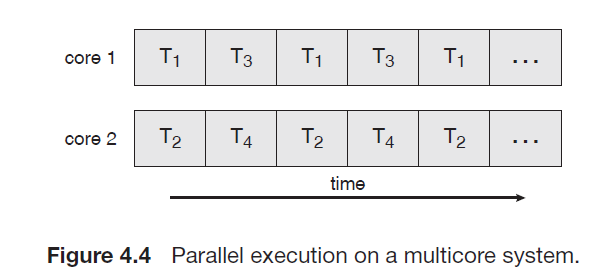 core 1 T1 T3 T1 T3 T1 ...
core 2 T2 T4 T2 T4 T2 ...
time
Figure 4.4 Parallel execution on a multicore system.